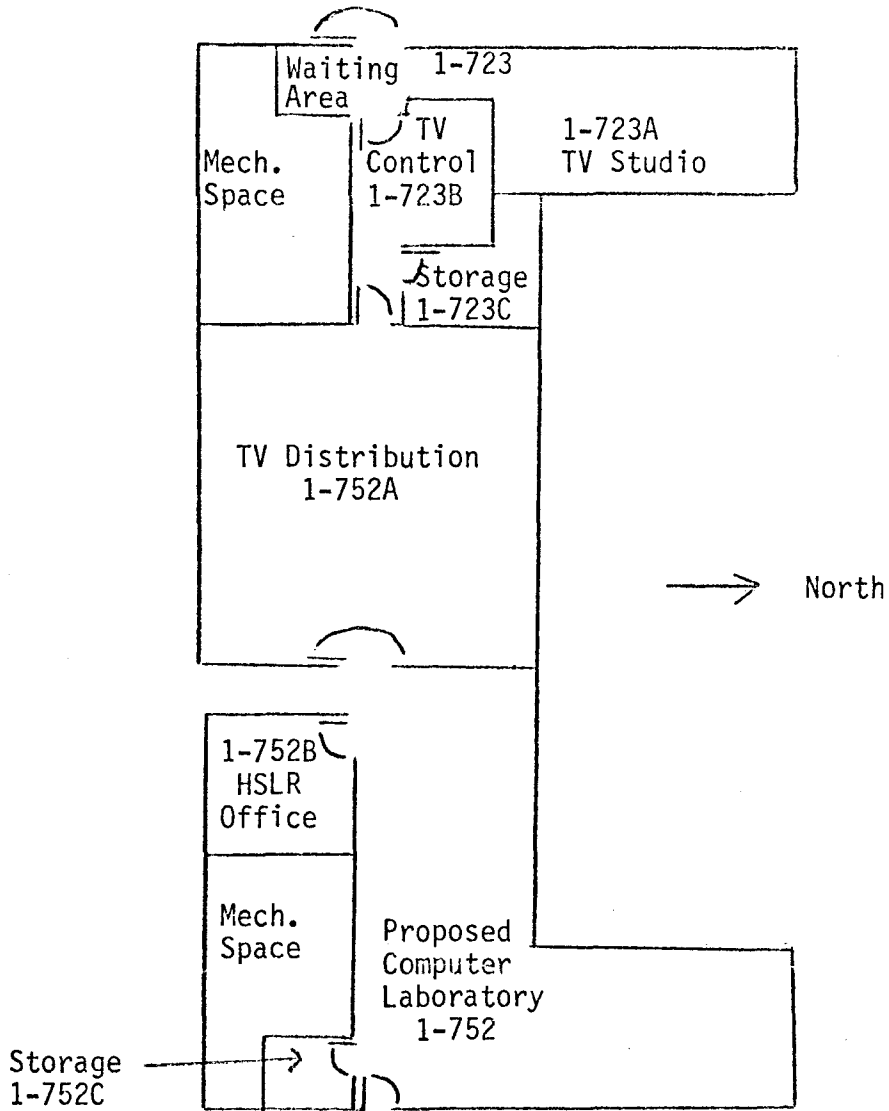 Waiting
Area
1-723
Mech.
Space
TV
Control
1-723B
1-723A
TV Studio
Storage
1-723C
TV Distribution
1-752A
North
1-752B
HSLR
Office
Mech.
Space
Proposed
Computer
Laboratory
1-752
Storage
1-752C